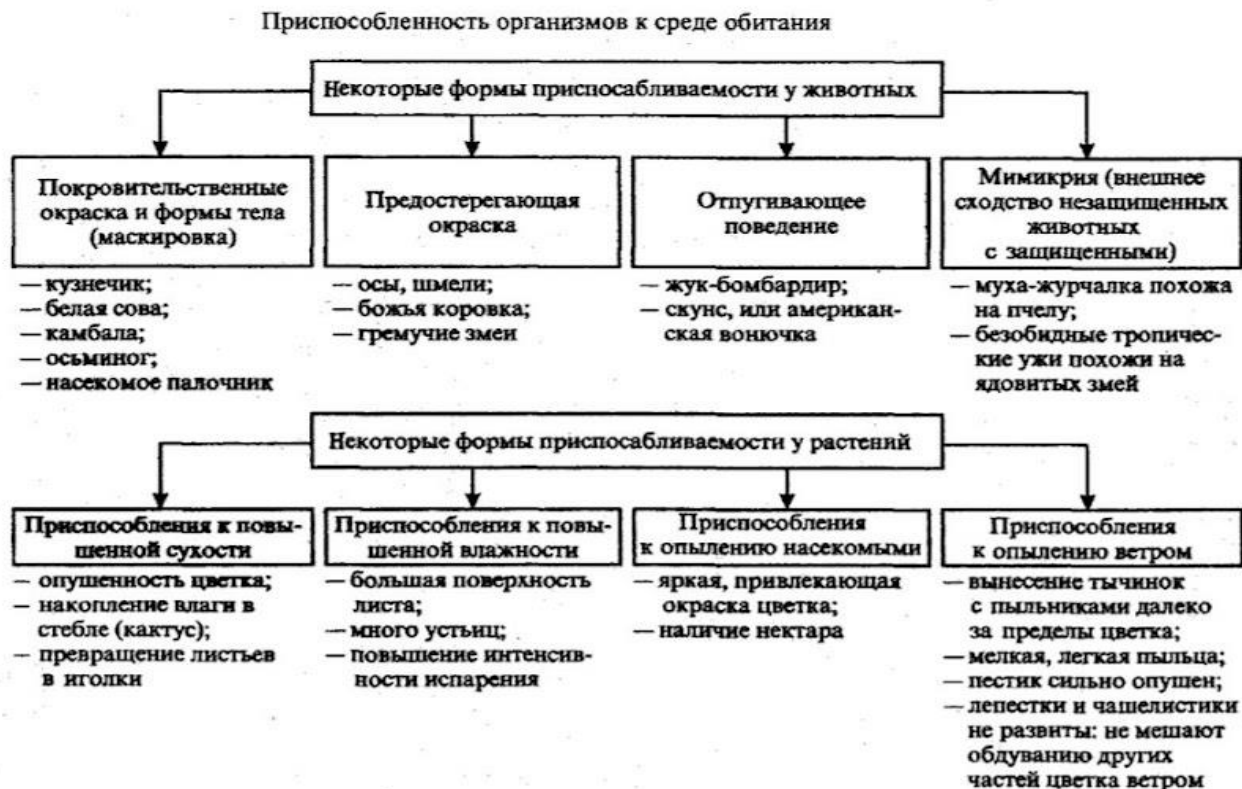 Приспособленность организмов к среде обитания
Некоторые формы приспосабливаемости у животных
Покровительственные
окраска и формы тела
(маскировка)
— кузнечик;
— белая сова;
— камбала;
— осьминог;
— насекомое палочник
Предостерегающая
окраска
— осы, шмели;
— божья коровка;
— гремучие змеи
Отпугивающее
поведение
— жук-бомбардир;
— скунс, или американ-
ская вонючка
Мимикрия (внешнее
сходство незащищенных
животных
с защищенными)
— муха-журчалка похожа
на пчелу;
— безобидные тропичес-
кие ужи похожи на
ядовитых змей
Некоторые формы приспосабливаемости у растений
Приспособления к повы-
шенной сухости
— опушенность цветка;
— накопление влаги в
стебле (кактус);
— превращение листьев
в иголки
Приспособления к повы-
шенной влажности
— большая поверхность
листа;
— много устьиц;
— повышение интенсив-
ности испарения
Приспособления
к опылению насекомыми
— яркая, привлекающая
окраска цветка;
— наличие нектара
Приспособления
к опылению ветром
— вынесение тычинок
с пыльниками далеко
за пределы цветка;
— мелкая, легкая пыльца;
— пестик сильно опушен;
— лепестки и чашелистики
не развиты: не мешают
обдуванию других
частей цветка ветром